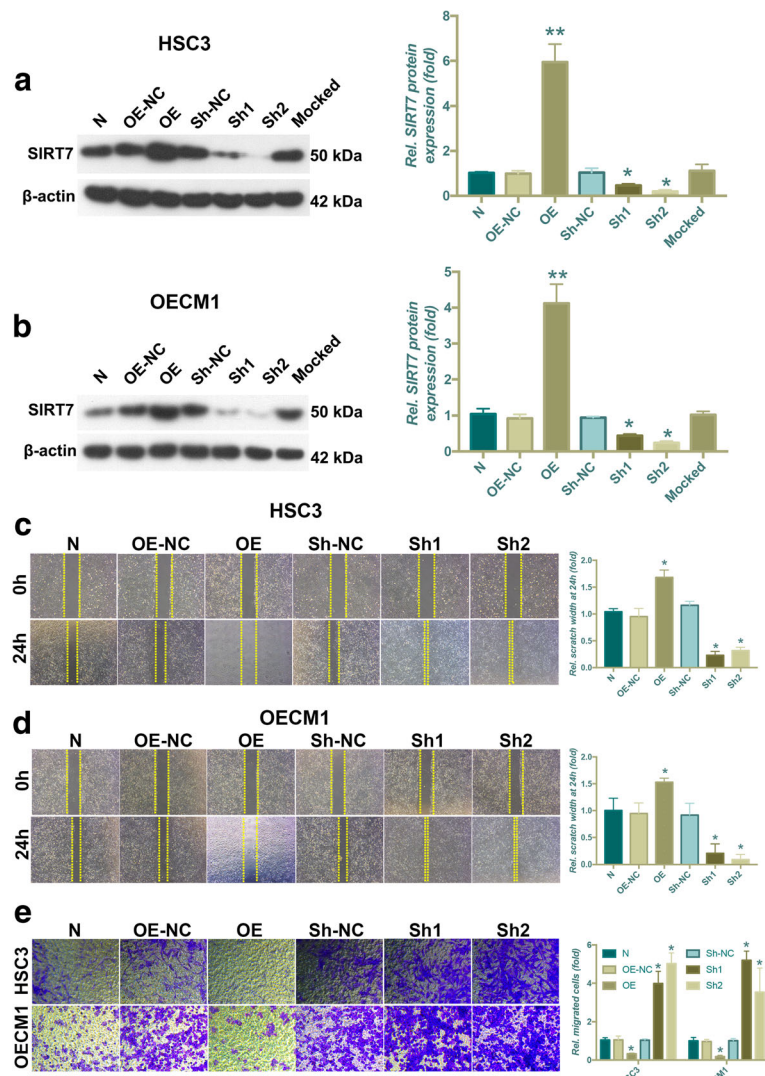 HSC3
a
N OE-NC OE Sh-NC Sh1 Sh2 Mocked
SIRT7 50 kDa
β-actin 42 kDa
Rel. SIRT7 protein
expression (fold)
8
6
4
2
0
** * *
N OE-NC OE Sh-NC Sh1 Sh2 Mocked
OECM1
b
N OE-NC OE Sh-NC Sh1 Sh2 Mocked
SIRT7 50 kDa
β-actin 42 kDa
Rel. SIRT7 protein
expression (fold)
5
4
3
2
1
0
** * *
N OE-NC OE Sh-NC Sh1 Sh2 Mocked
c
HSC3
N OE-NC OE Sh-NC Sh1 Sh2
0h
24h
Rel. scratch width at 24h (fold)
2.0
1.5
1.0
0.5
0.0
* * *
N OE-NC OE Sh-NC Sh1 Sh2
d
OECM1
N OE-NC OE Sh-NC Sh1 Sh2
0h
24h
Rel. scratch width at 24h (fold)
2.0
1.5
1.0
0.5
0.0
* * *
N OE-NC OE Sh-NC Sh1 Sh2
e
N OE-NC OE Sh-NC Sh1 Sh2
HSC3
OECM1
Rel. migrated cells (fold)
6
4
2
0
N Sh-NC
OE-NC Sh1
OE Sh2
* * * * * *